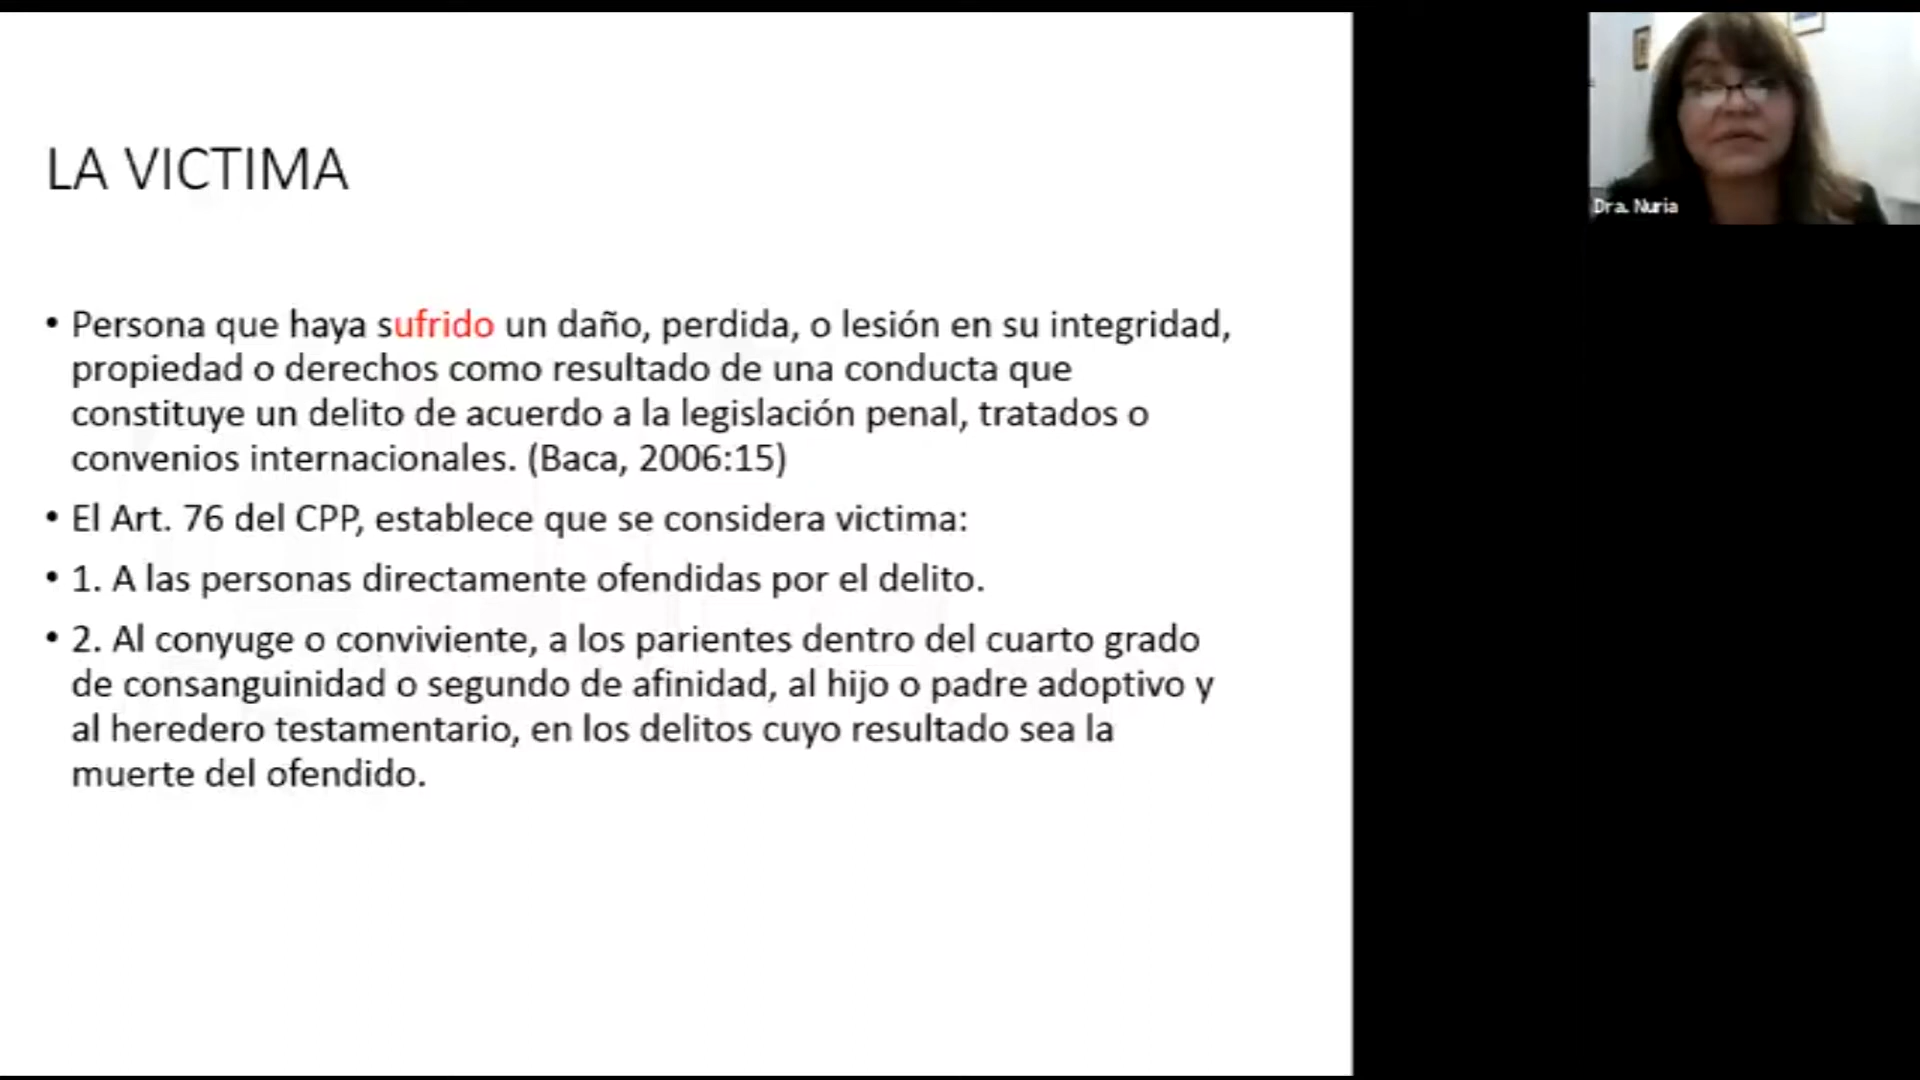 LA VICTIMA
• Persona que haya sufrido un daño, perdida, o lesión en su integridad,
propiedad o derechos como resultado de una conducta que
constituye un delito de acuerdo a la legislación penal, tratados o
convenios internacionales. (Baca, 2006:15)
• El Art. 76 del CPP, establece que se considera victima:
• 1. A las personas directamente ofendidas por el delito.
• 2. Al conyuge o conviviente, a los parientes dentro del cuarto grado
de consanguinidad o segundo de afinidad, al hijo o padre adoptivo y
al heredero testamentario, en los delitos cuyo resultado sea la
muerte del ofendido.
Dra. Nuria